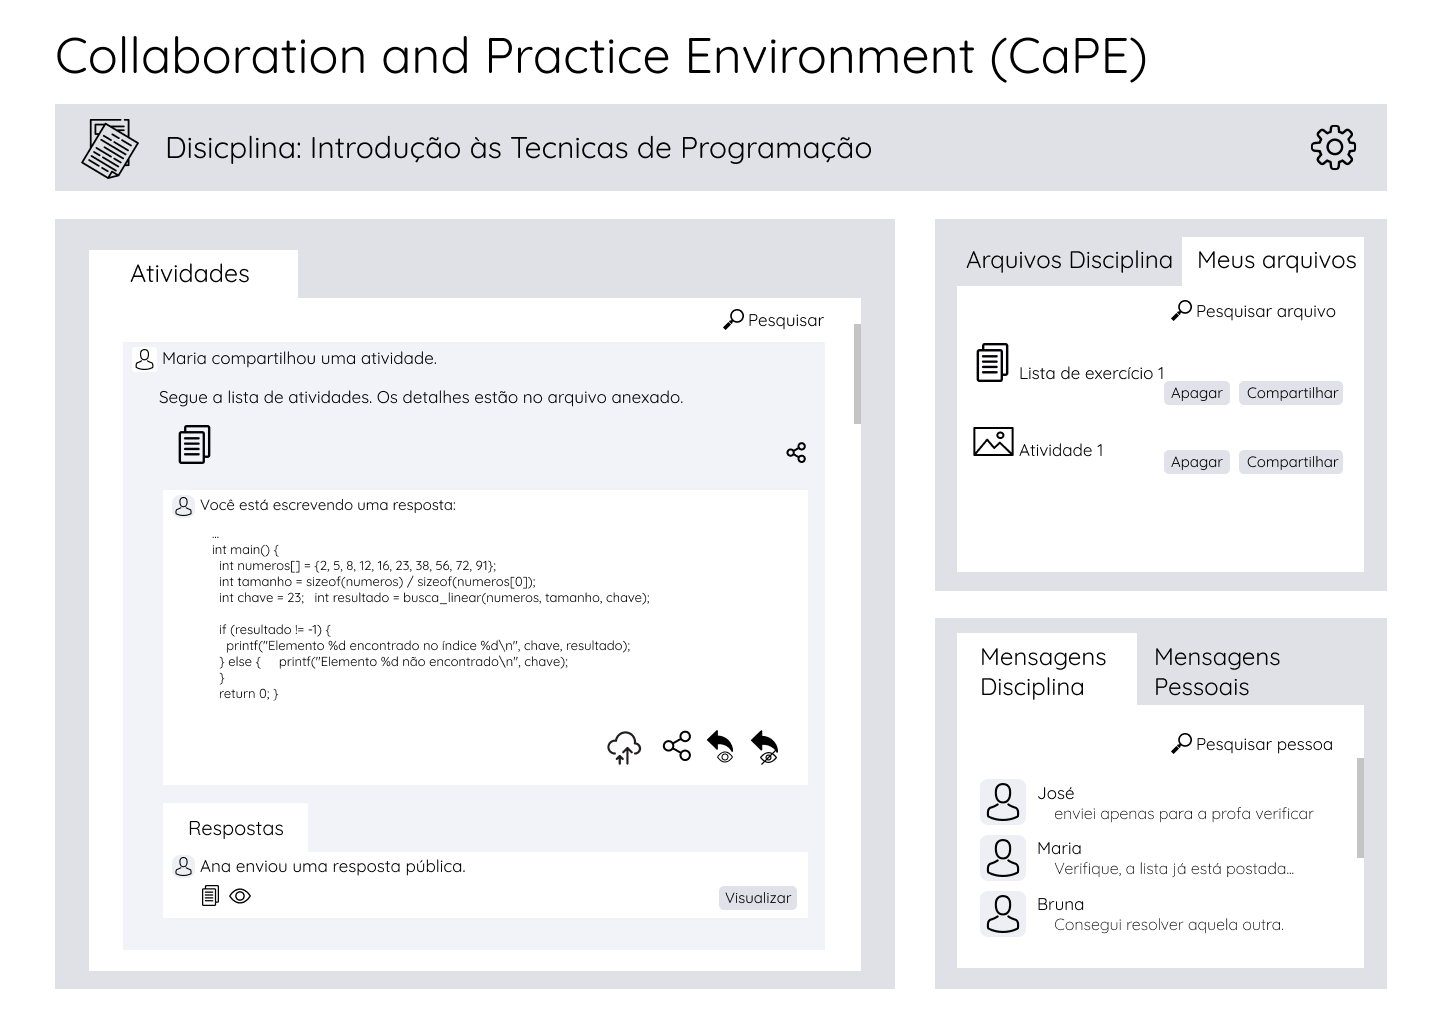 Collaboration and Practice Environment (CaPE)
Disicplina: Introdução às Tecnicas de Programação
Atividades
Pesquisar
Maria compartilhou uma atividade.
Segue a lista de atividades. Os detalhes estão no arquivo anexado.
Você está escrevendo uma resposta:
...
int main() {
int numeros[] = {2, 5, 8, 12, 16, 23, 38, 56, 72, 91};
int tamanho = sizeof(numeros) / sizeof(numeros[0]);
int chave = 23;   int resultado = busca_linear(numeros, tamanho, chave);
if (resultado != -1) {
printf("Elemento %d encontrado no índice %d\n", chave, resultado);
} else {     printf("Elemento %d não encontrado\n", chave);
}
return 0; }
Respostas
Ana enviou uma resposta pública.
Visualizar
Arquivos Disciplina
Meus arquivos
Pesquisar arquivo
Lista de exercício 1
Apagar
Compartilhar
Atividade 1
Apagar
Compartilhar
Mensagens
Disciplina
Mensagens
Pessoais
Pesquisar pessoa
José
enviei apenas para a profa verificar
Maria
Verifique, a lista já está postada...
Bruna
Consegui resolver aquela outra.